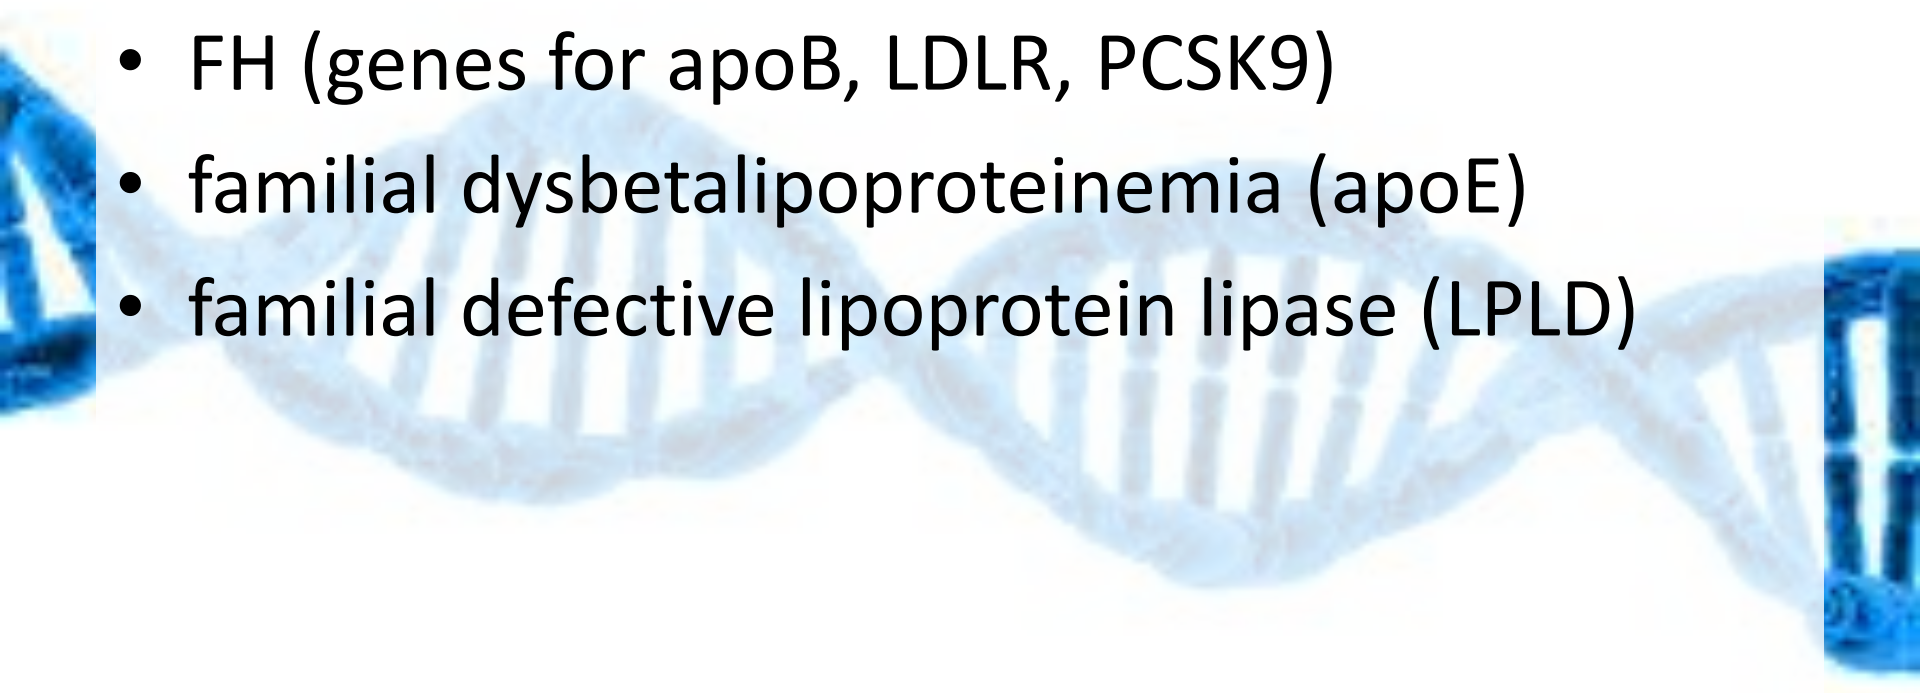 • FH (genes for apoB, LDLR, PCSK9)
• familial dysbetalipoproteinemia (apoE)
• familial defective lipoprotein lipase (LPLD)